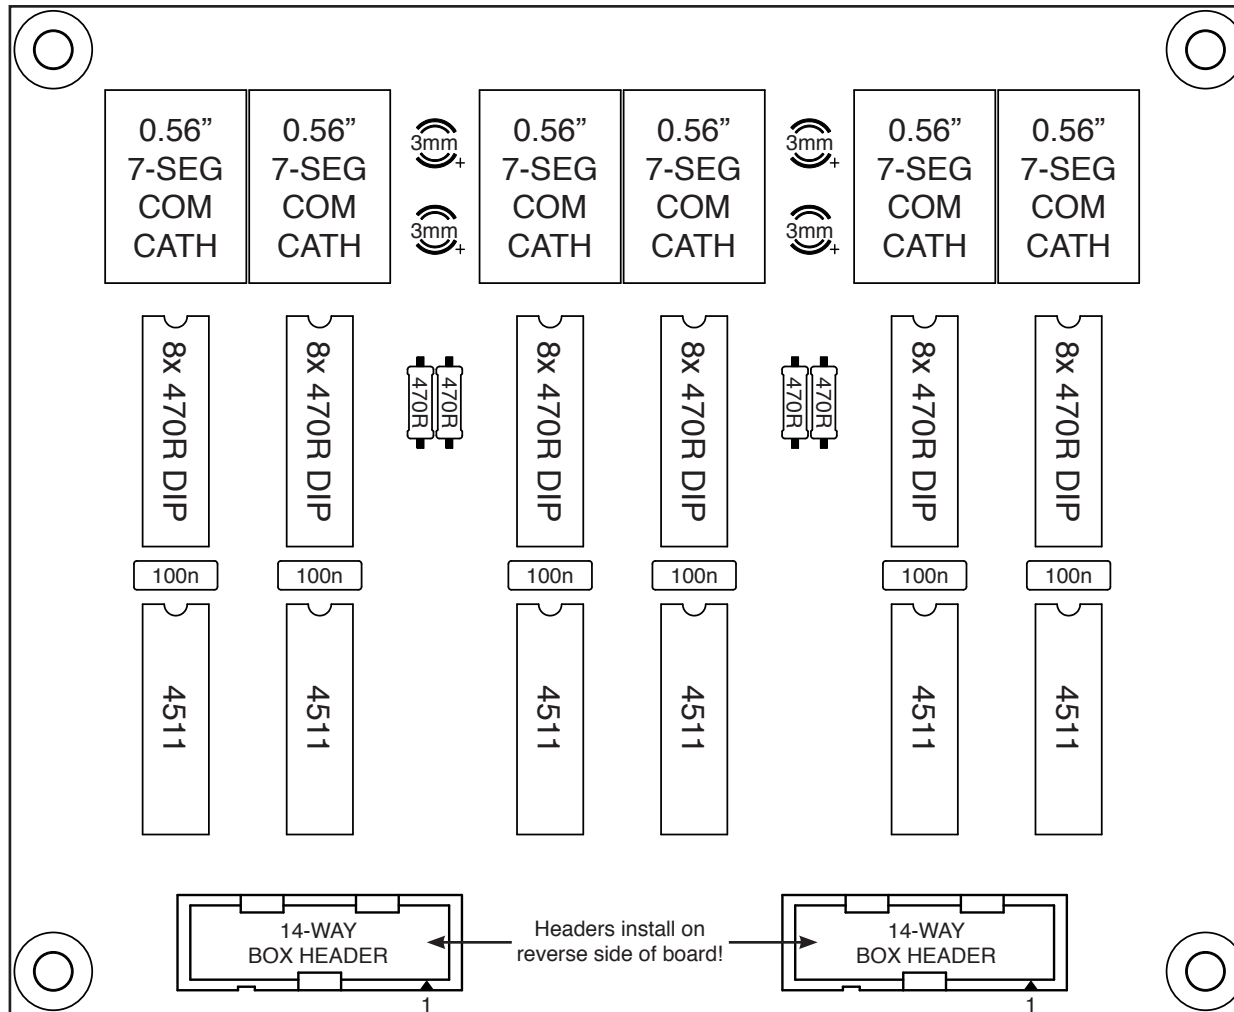 0.56”
7-SEG
COM
CATH
0.56”
7-SEG
COM
CATH
3mm
+
3mm
+
0.56”
7-SEG
COM
CATH
0.56”
7-SEG
COM
CATH
3mm
+
3mm
+
0.56”
7-SEG
COM
CATH
0.56”
7-SEG
COM
CATH
8x 470R DIP
8x 470R DIP
470R
470R
8x 470R DIP
8x 470R DIP
470R
470R
8x 470R DIP
8x 470R DIP
100n
100n
100n
100n
100n
100n
4511
4511
4511
4511
4511
4511
14-WAY
BOX HEADER
1
Headers install on
reverse side of board!
14-WAY
BOX HEADER
1